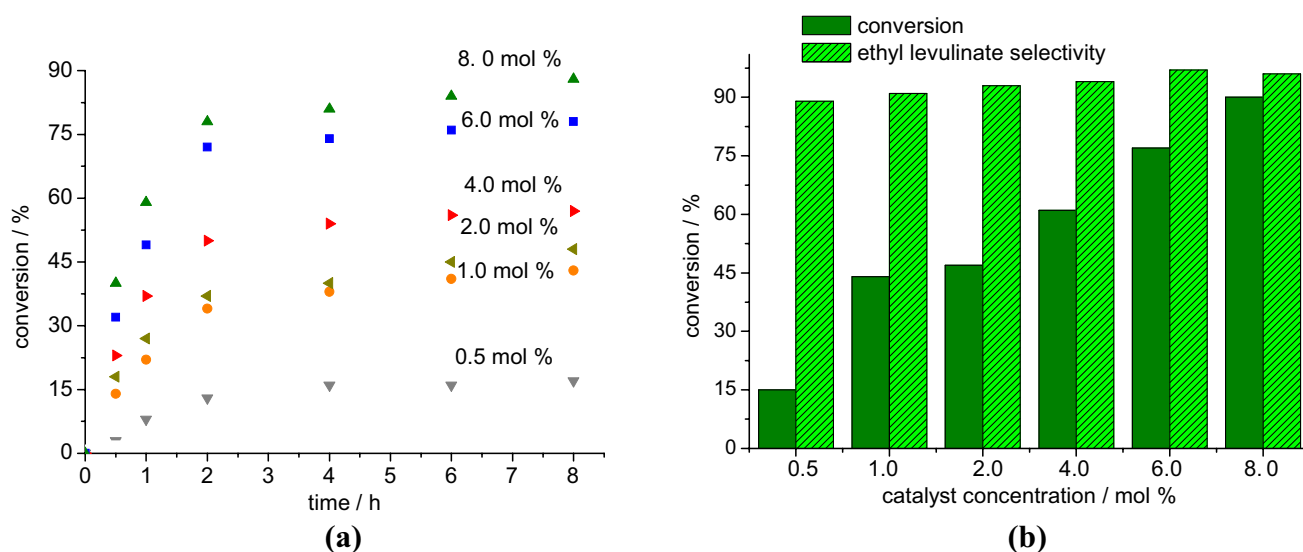 90
75
60
45
30
15
0
conversion / %
8. 0 mol %
6.0 mol %
4.0 mol %
2.0 mol %
1.0 mol %
0.5 mol %
0 1 2 3 4 5 6 7 8
time / h
(a)
conversion
ethyl levulinate selectivity
90
75
60
45
30
15
0
conversion / %
0.5 1.0 2.0 4.0 6.0 8.0
catalyst concentration / mol %
(b)